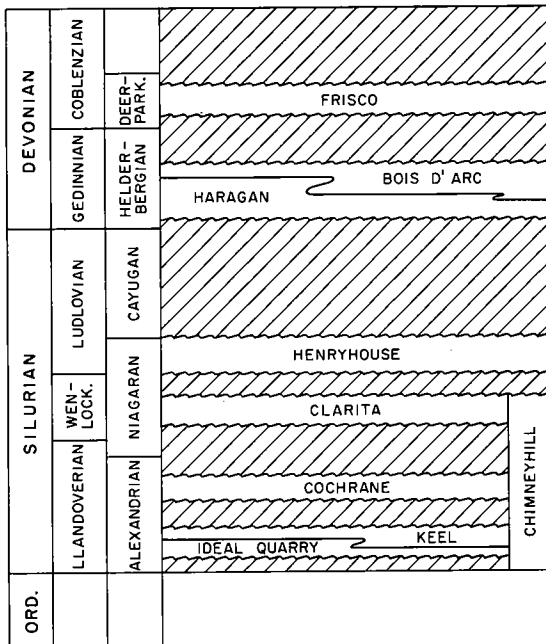 DEVONIAN
COBLENZIAN
DEER-
PARK.
FRISCO
GEDINNIAN
HELDER-
BERGIAN
BOIS D' ARC
HARAGAN
SILURIAN
LUDLOVIAN
CAYUGAN
HENRYHOUSE
WEN-
LOCK.
NIAGARAN
CLARITA
LLANDOVERIAN
ALEXANDRIAN
COCHRANE
CHIMNEYHILL
KEEL
IDEAL QUARRY
ORD.